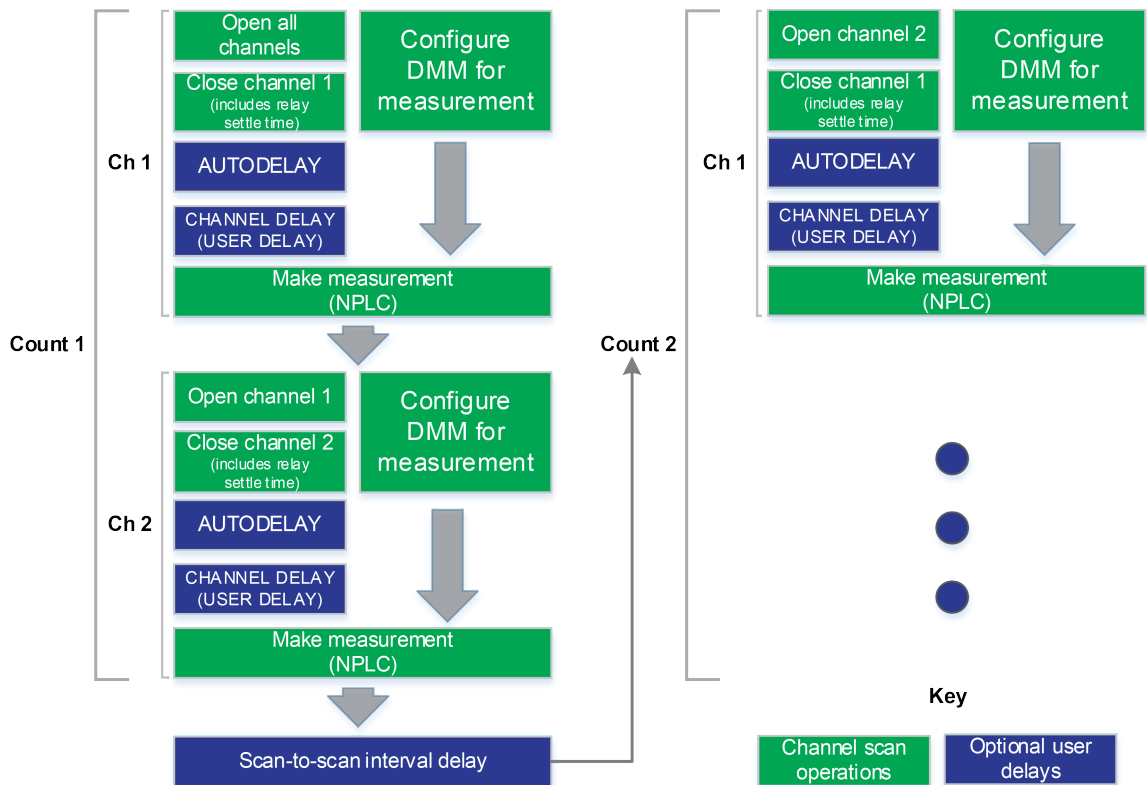 Count 1
Ch 1
Open all
channels
Close channel 1
(includes relay
settle time)
AUTODELAY
CHANNEL DELAY
(USER DELAY)
Configure
DMM for
measurement
Make measurement
(NPLC)
Ch 2
Open channel 1
Close channel 2
(includes relay
settle time)
AUTODELAY
CHANNEL DELAY
(USER DELAY)
Configure
DMM for
measurement
Make measurement
(NPLC)
Scan-to-scan interval delay
Count 2
Ch 1
Open channel 2
Close channel 1
(includes relay
settle time)
AUTODELAY
CHANNEL DELAY
(USER DELAY)
Configure
DMM for
measurement
Make measurement
(NPLC)
Key
Channel scan
operations
Optional user
delays